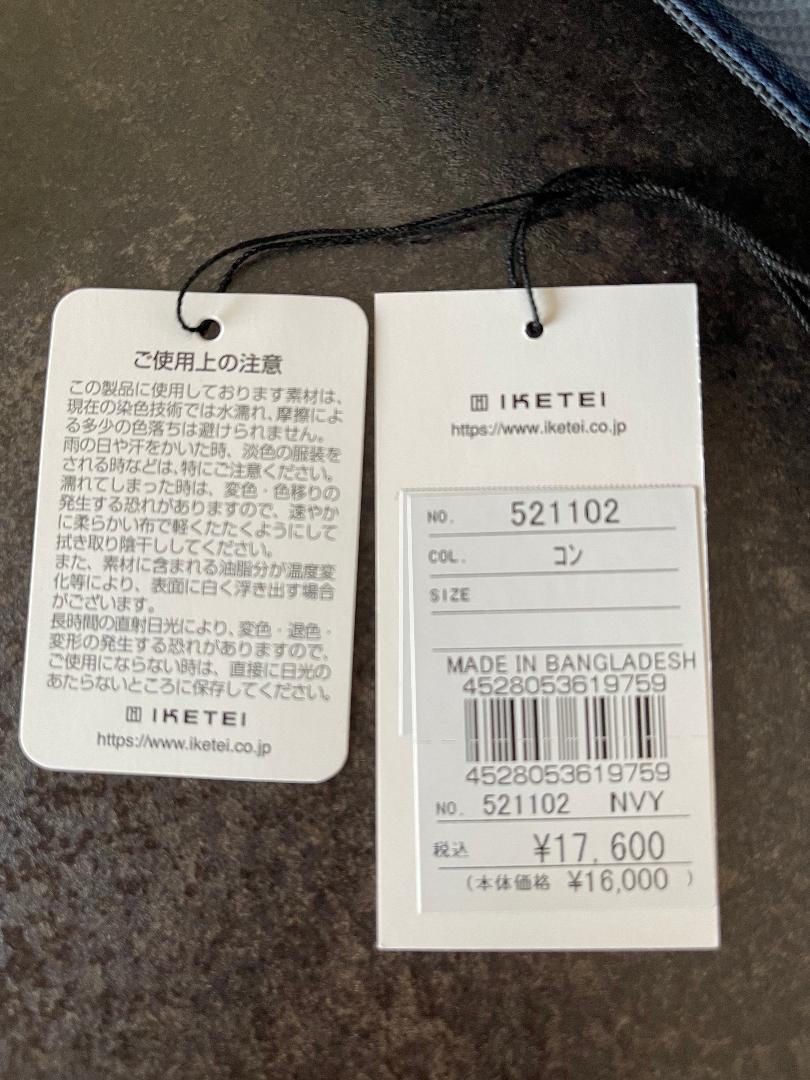 ご使用上の注意
この製品に使用しております素材は、
現在の染色技術では水濡れ、摩擦によ
る多少の色落ちは避けられません。
雨の日や汗をかいた時、淡色の服装を
される時などは、特にご注意ください。
濡れてしまった時は、変色・色移りの
発生する恐れがありますので、速やか
に柔らかい布で軽くたたくようにして
拭き取り陰干ししてください。
また、素材に含まれる油脂分が温度変
化等により、表面に白く浮き出す場合
がございます。
長時間の直射日光により、変色・退色・
変形の発生する恐れがありますので、
ご使用にならない時は、直接に日光の
あたらないところに保存してください。
IKETEI
https://www.iketei.co.jp
IKETEI
https://www.iketei.co.jp
NO. 521102
COL. コン
SIZE
MADE IN BANGLADESH
4528053619759
4528053619759
NO. 521102 NVY
税込 ¥17,600
(本体価格 ¥16,000 )